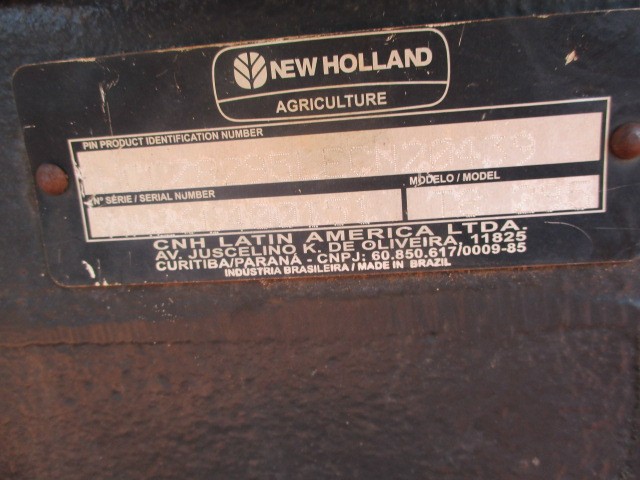 NEW HOLLAND
AGRICULTURE
PIN PRODUCT IDENTIFICATION NUMBER
Nº SÉRIE / SERIAL NUMBER
MODELO / MODEL
CNH LATIN AMERICA LTDA.
AV. JUSCELINO K. DE OLIVEIRA, 11825
CURITIBA/PARANÁ - CNPJ: 60.850.617/0009-85
INDÚSTRIA BRASILEIRA / MADE IN BRAZIL